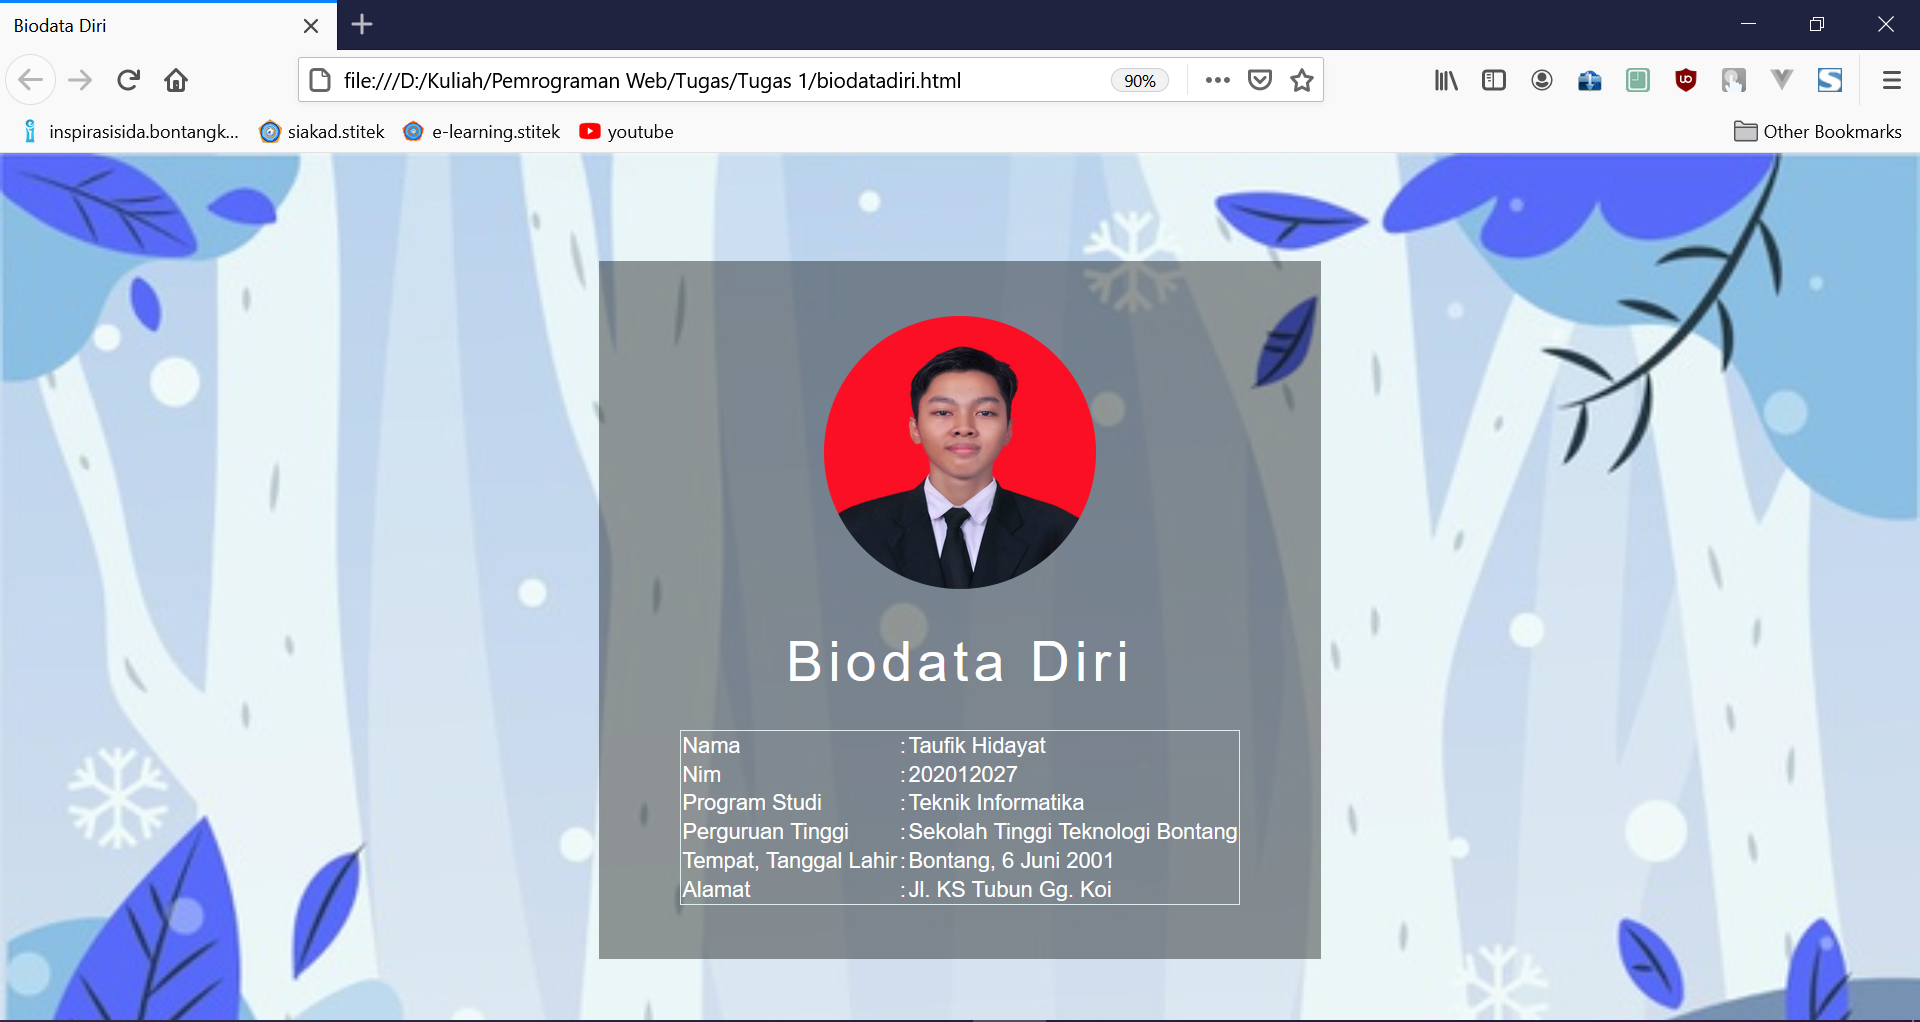 Biodata Diri
file:///D:/Kuliah/Pemrograman Web/Tugas/Tugas 1/biodatadiri.html
90%
inspirasisida.bontangk...
siakad.stitek
e-learning.stitek
youtube
Other Bookmarks
Biodata Diri
Nama : Taufik Hidayat
Nim : 202012027
Program Studi : Teknik Informatika
Perguruan Tinggi : Sekolah Tinggi Teknologi Bontang
Tempat, Tanggal Lahir : Bontang, 6 Juni 2001
Alamat : Jl. KS Tubun Gg. Koi